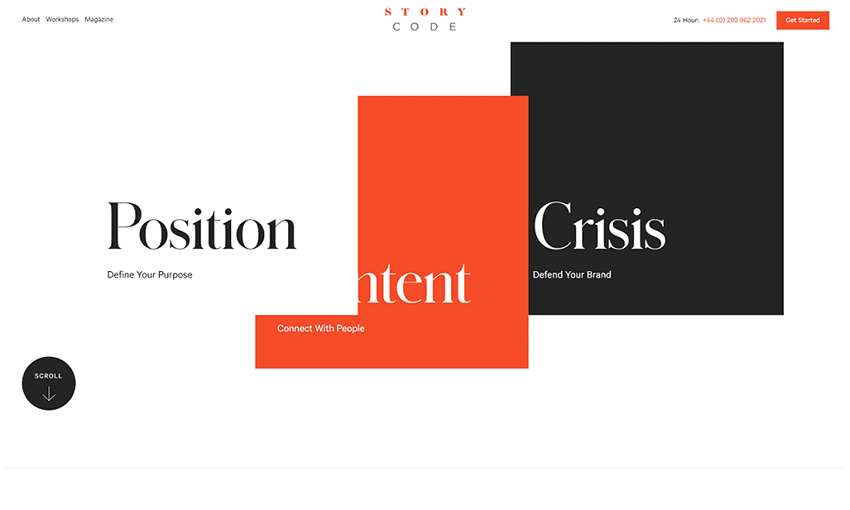 About Workshops Magazine
STORY
CODE
24 Hour: +44 (0) 203 962 2021
Get Started
Position
Define Your Purpose
ntent
Connect With People
Crisis
Defend Your Brand
SCROLL